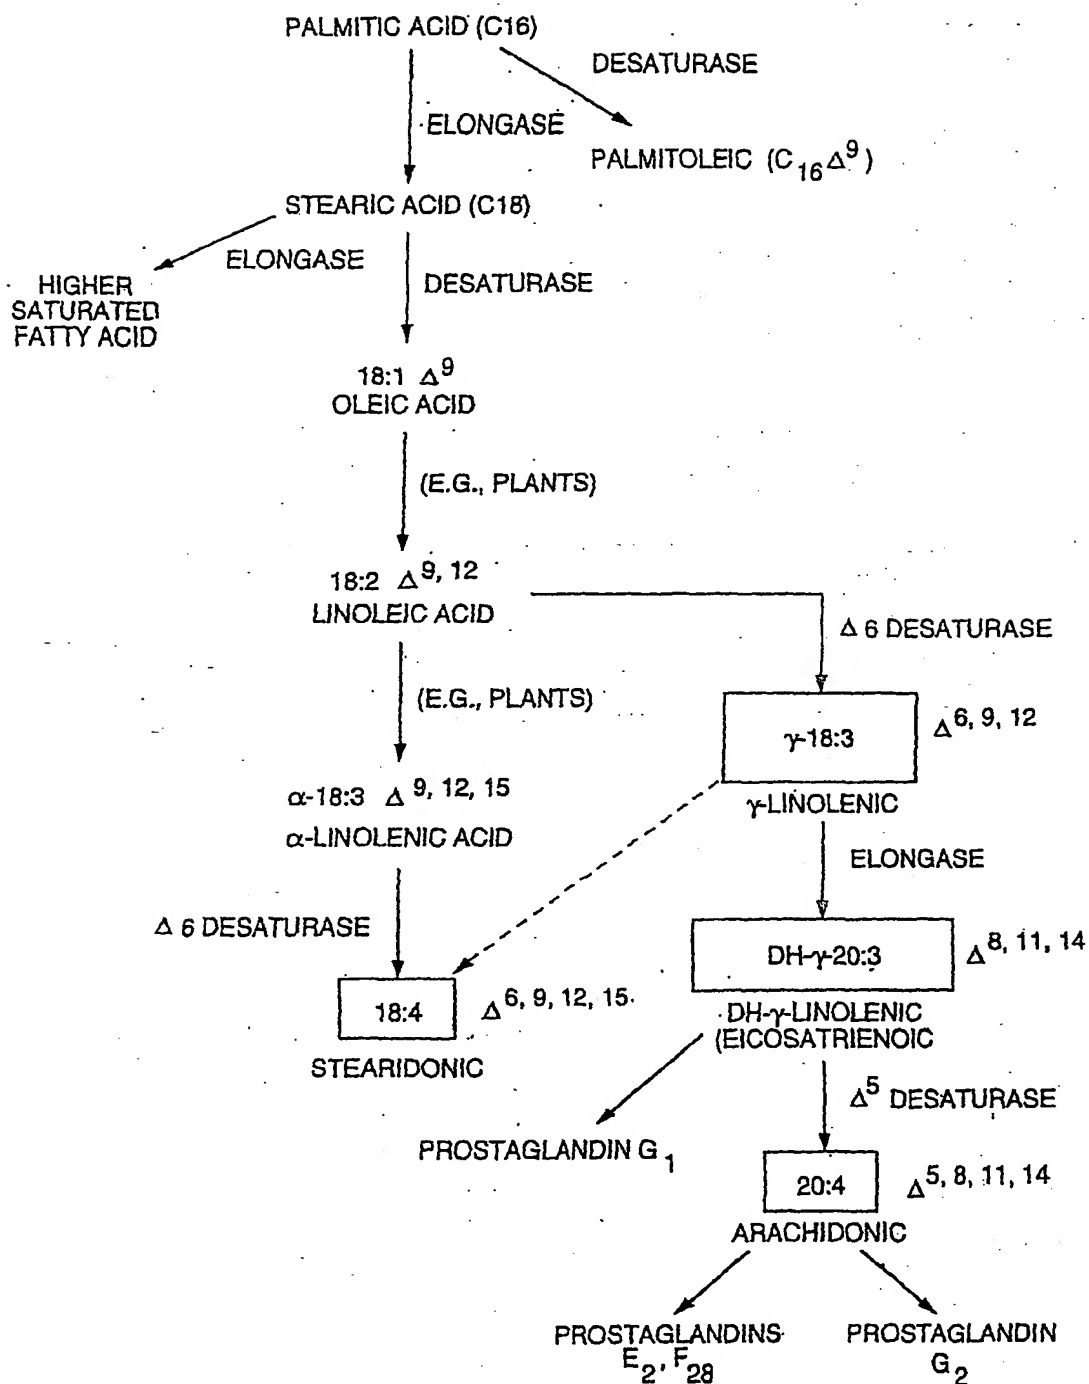 PALMITIC ACID (C16)
DESATURASE
ELONGASE
PALMITOLEIC (C16Δ9)
STEARIC ACID (C18)
ELONGASE
DESATURASE
HIGHER
SATURATED
FATTY ACID
18:1 Δ9
OLEIC ACID
(E.G., PLANTS)
18:2 Δ9, 12
LINOLEIC ACID
Δ 6 DESATURASE
(E.G., PLANTS)
γ-18:3 Δ6, 9, 12
γ-LINOLENIC
α-18:3 Δ9, 12, 15
α-LINOLENIC ACID
ELONGASE
Δ 6 DESATURASE
DH-γ-20:3 Δ8, 11, 14
18:4 Δ6, 9, 12, 15
DH-γ-LINOLENIC
(EICOSATRIENOIC
STEARIDONIC
Δ5 DESATURASE
PROSTAGLANDIN G1
20:4 Δ5, 8, 11, 14
ARACHIDONIC
PROSTAGLANDINS
E2, F28
PROSTAGLANDIN
G2